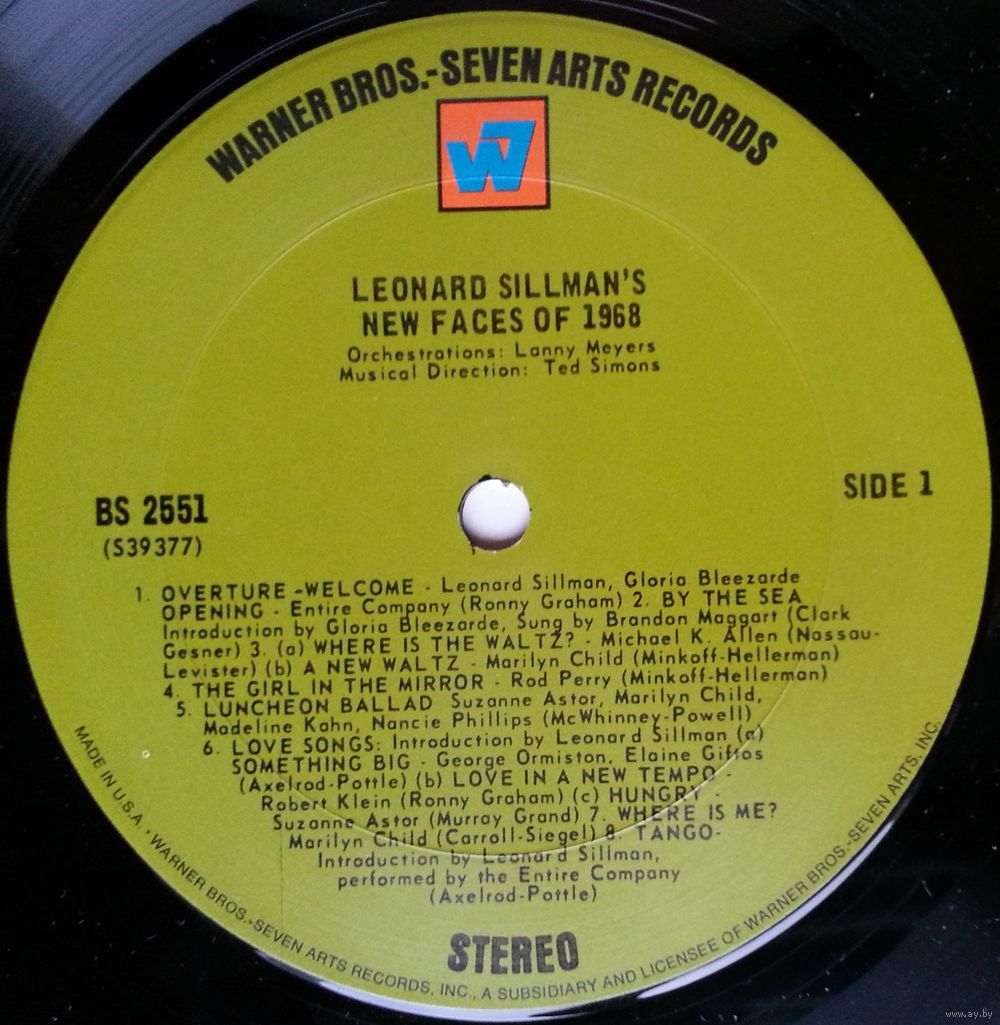 WARNER BROS.-SEVEN ARTS RECORDS
W7
LEONARD SILLMAN'S
NEW FACES OF 1968
Orchestrations: Lanny Meyers
Musical Direction: Ted Simons
SIDE 1
BS 2551
(S39377)
1. OVERTURE -WELCOME - Leonard Sillman, Gloria Bleezarde
OPENING - Entire Company (Ronny Graham) 2. BY THE SEA
Introduction by Gloria Bleezarde, Sung by Brandon Maggart (Clark
Gesner) 3. (a) WHERE IS THE WALTZ? - Michael K. Allen (Nassau-
Levister) (b) A NEW WALTZ - Marilyn Child (Minkoff-Hellerman)
4. THE GIRL IN THE MIRROR - Rod Perry (Minkoff-Hellerman)
5. LUNCHEON BALLAD Suzanne Astor, Marilyn Child,
Madeline Kahn, Nancie Phillips (McWhinney-Powell)
6. LOVE SONGS: Introduction by Leonard Sillman (a)
SOMETHING BIG - George Ormiston, Elaine Giftos
(Axelrod-Pottle) (b) LOVE IN A NEW TEMPO -
Robert Klein (Ronny Graham) (c) HUNGRY -
Suzanne Astor (Murray Grand) 7. WHERE IS ME?
Marilyn Child (Carroll-Siegel) 8. TANGO-
Introduction by Leonard Sillman,
performed by the Entire Company
(Axelrod-Pottle)
STEREO
MADE IN U.S.A. • WARNER BROS.-SEVEN ARTS RECORDS, INC., A SUBSIDIARY AND LICENSEE OF WARNER BROS.-SEVEN ARTS, INC.
www.ay.by